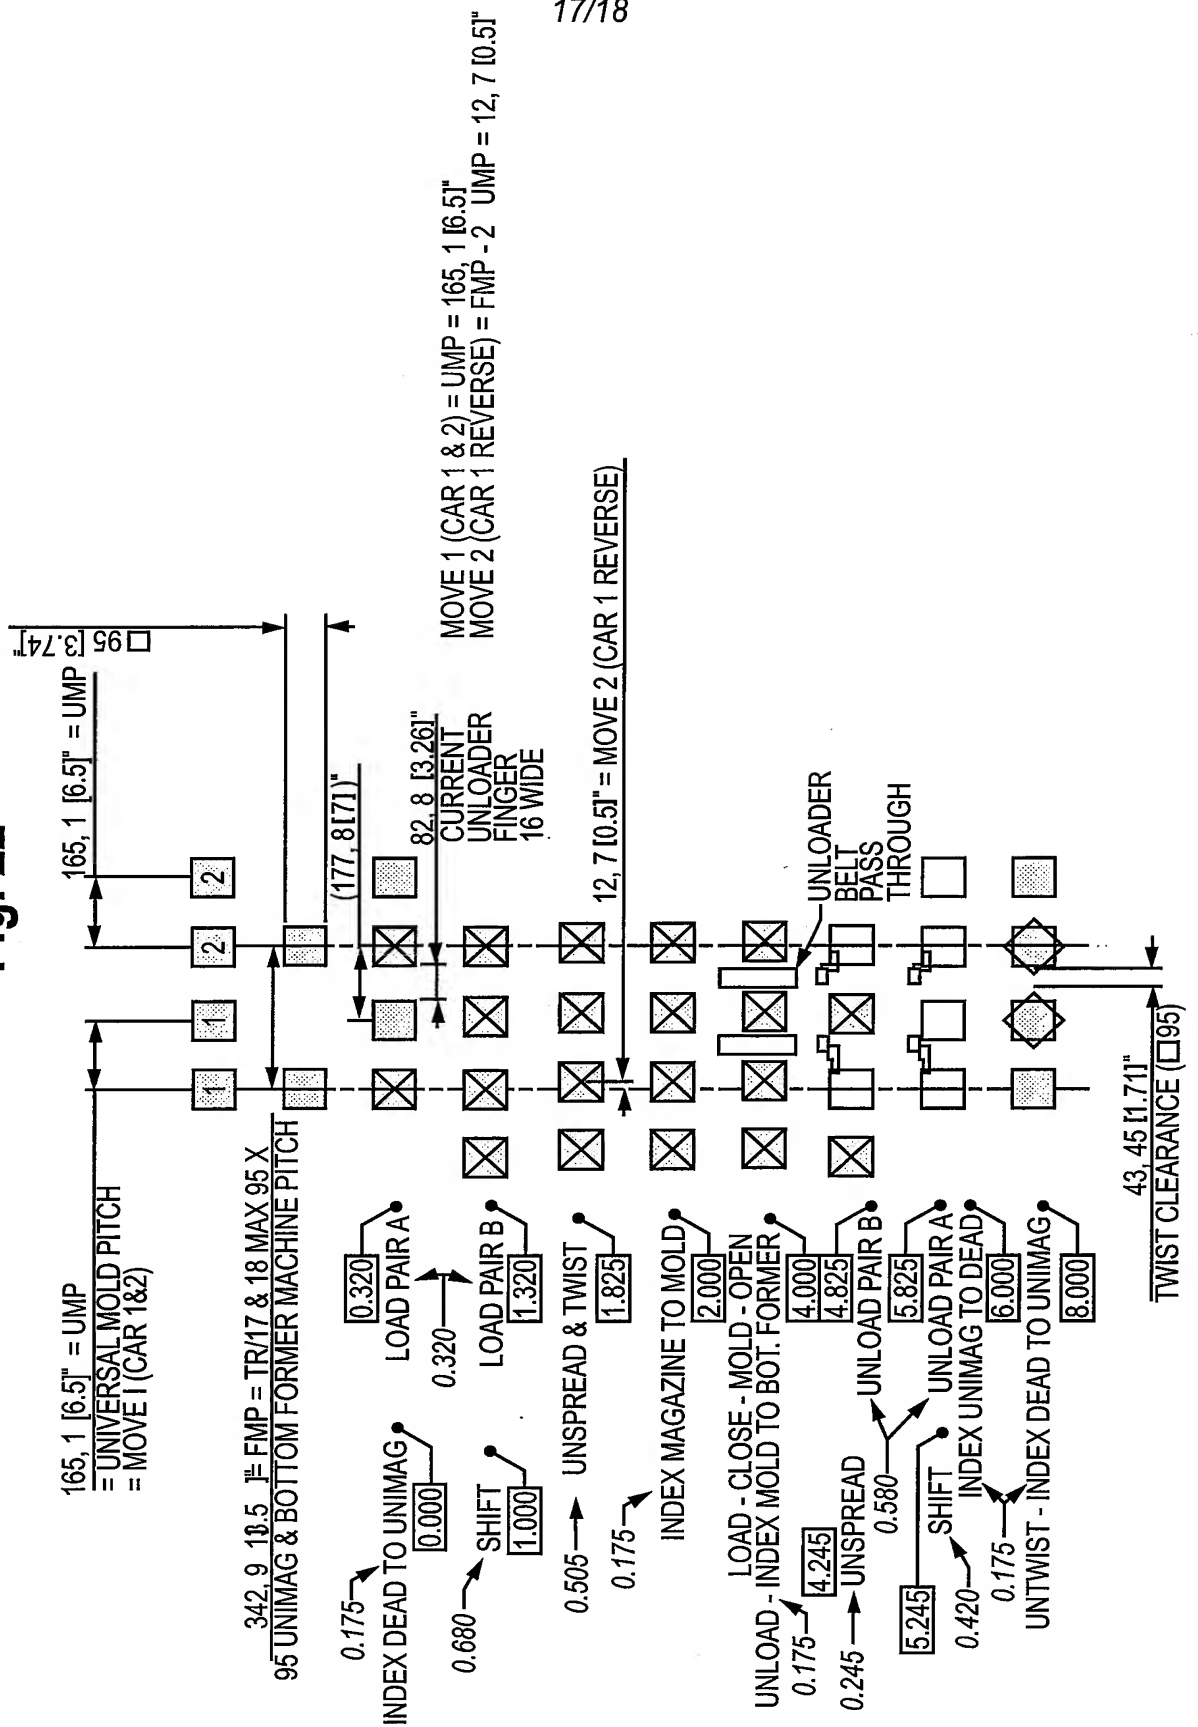 17/18
165, 1 [6.5]" = UMP
= UNIVERSAL MOLD PITCH
= MOVE I (CAR 1&2)
165, 1 [6.5]" = UMP
□ 95 [3.74]"
342, 9 13.5 ]"= FMP = TR/17 & 18 MAX 95 X
95 UNIMAG & BOTTOM FORMER MACHINE PITCH
1
1
2
2
(177, 8[7])"
82, 8 [3.26]"
CURRENT
UNLOADER
FINGER
16 WIDE
MOVE 1 (CAR 1 & 2) = UMP = 165, 1 [6.5]"
MOVE 2 (CAR 1 REVERSE) = FMP - 2 UMP = 12, 7 [0.5]"
12, 7 [0.5]" = MOVE 2 (CAR 1 REVERSE)
0.175
INDEX DEAD TO UNIMAG
0.000
0.320
LOAD PAIR A
0.320
0.680
SHIFT
1.000
LOAD PAIR B
1.320
0.505
UNSPREAD & TWIST
1.825
0.175
INDEX MAGAZINE TO MOLD
2.000
LOAD - CLOSE - MOLD - OPEN
UNLOAD - INDEX MOLD TO BOT. FORMER
0.175
4.000
4.245
4.825
0.245
UNSPREAD
UNLOAD PAIR B
0.580
5.825
5.245
SHIFT
UNLOAD PAIR A
0.420
INDEX UNIMAG TO DEAD
6.000
0.175
UNTWIST - INDEX DEAD TO UNIMAG
8.000
UNLOADER
BELT
PASS
THROUGH
43, 45 [1.71]"
TWIST CLEARANCE (□95)